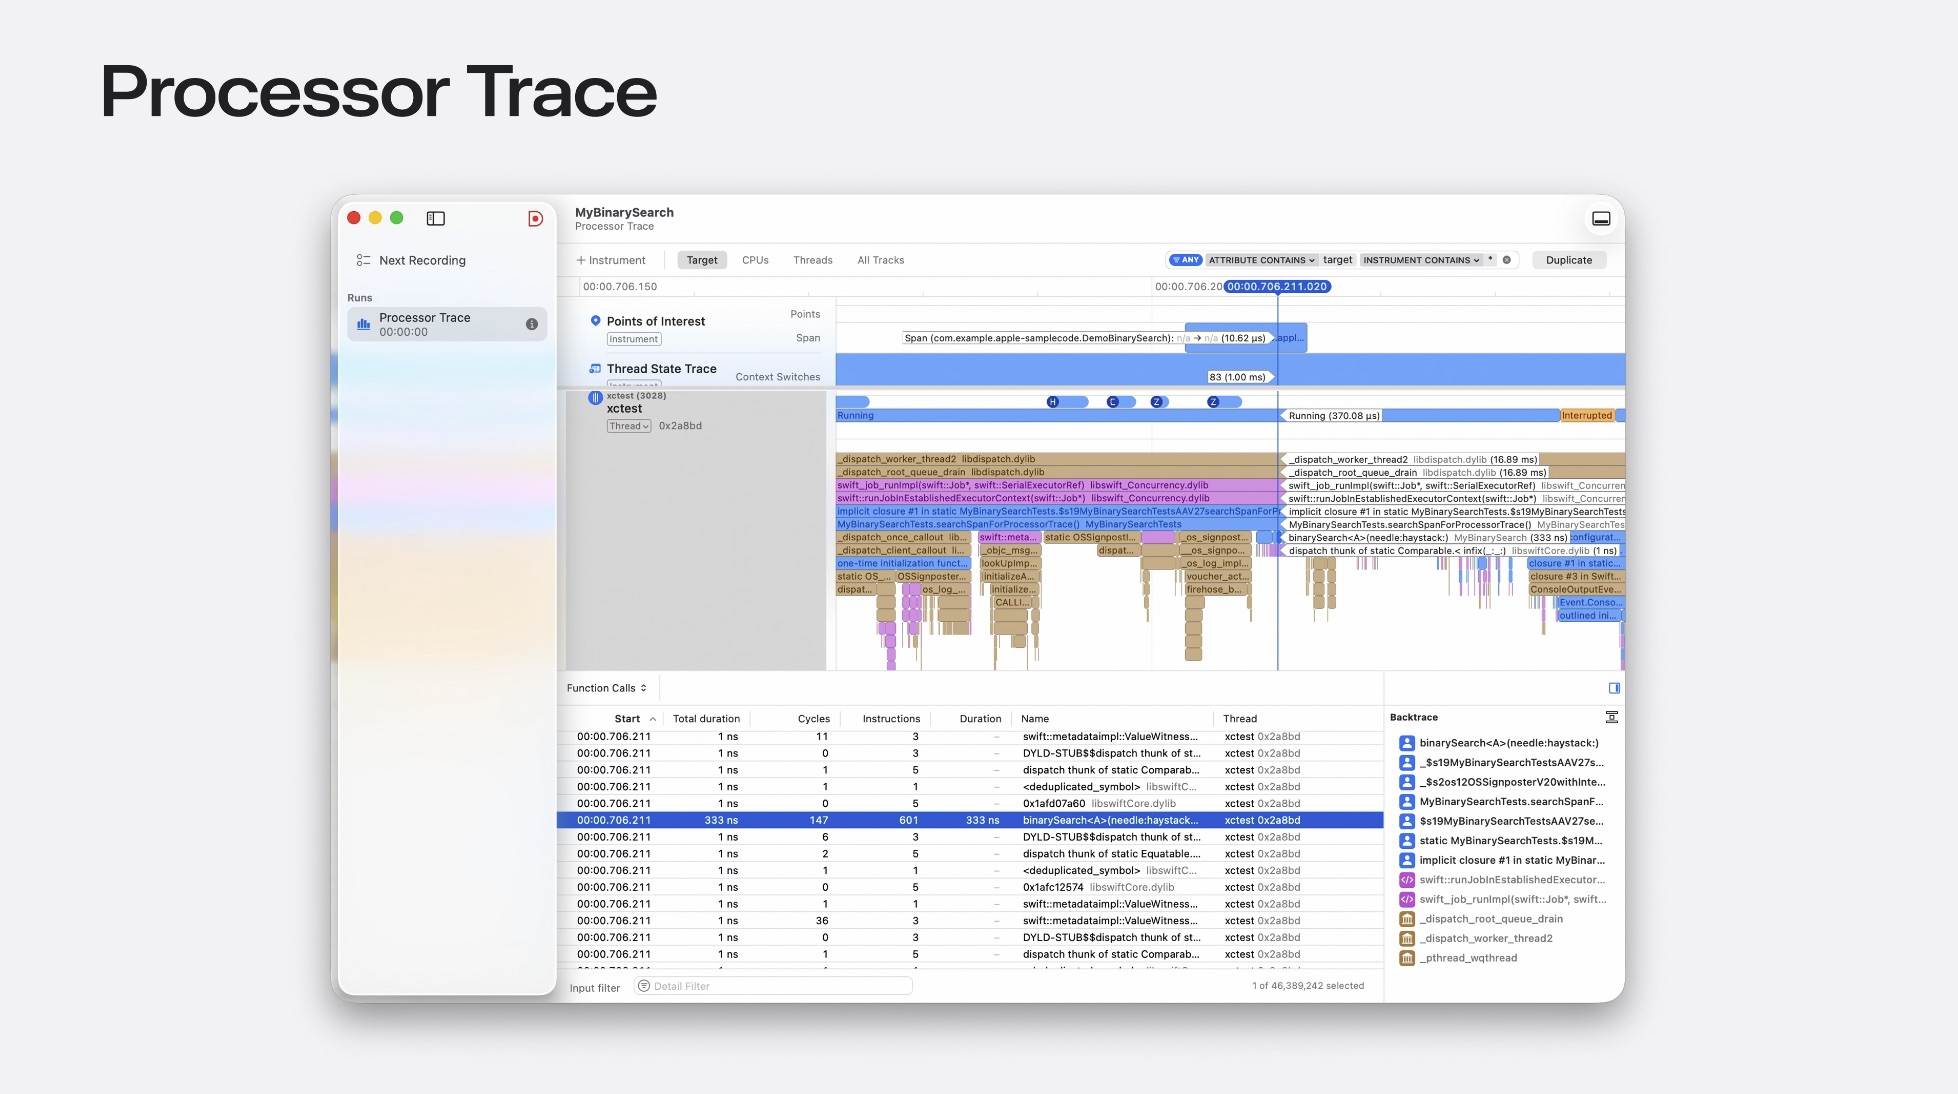 Processor Trace
MyBinarySearch
Processor Trace
Next Recording
Runs
Processor Trace
00:00:00
Instrument
Target
CPUs
Threads
All Tracks
ANY
ATTRIBUTE CONTAINS
target
INSTRUMENT CONTAINS
*
Duplicate
00:00.706.150
00:00.706.20
00:00.706.211.020
Points of Interest
Instrument
Points
Span
Span (com.example.apple-samplecode.DemoBinarySearch): n/a → n/a (10.62 µs)
appl...
Thread State Trace
Context Switches
83 (1.00 ms)
xctest (3028)
xctest
Thread 0x2a8bd
H
C
Z
Z
Running
Running (370.08 µs)
Interrupted
_dispatch_worker_thread2 libdispatch.dylib
_dispatch_worker_thread2 libdispatch.dylib (16.89 ms)
_dispatch_root_queue_drain libdispatch.dylib
_dispatch_root_queue_drain libdispatch.dylib (16.89 ms)
swift_job_runImpl(swift::Job*, swift::SerialExecutorRef) libswift_Concurrency.dylib
swift_job_runImpl(swift::Job*, swift::SerialExecutorRef) libswift_Concurren
swift::runJobInEstablishedExecutorContext(swift::Job*) libswift_Concurrency.dylib
swift::runJobInEstablishedExecutorContext(swift::Job*) libswift_Concurr
implicit closure #1 in static MyBinarySearchTests.$s19MyBinarySearchTestsAAV27searchSpanForP
implicit closure #1 in static MyBinarySearchTests.$s19MyBinarySearchTests
MyBinarySearchTests.searchSpanForProcessorTrace() MyBinarySearchTests
MyBinarySearchTests.searchSpanForProcessorTrace() MyBinarySearchTes
_dispatch_once_callout lib...
swift::meta...
static OSSignpostI...
_os_signpost...
binarySearch<A>(needle:haystack:) MyBinarySearch (333 ns)
:onfigurat...
_dispatch_client_callout li...
_objc_msg...
dispat...
__os_signpo...
dispatch thunk of static Comparable.< infix(_:_:) libswiftCore.dylib (1 ns)
one-time initialization funct...
lookUpImp...
_os_log_impl...
closure #1 in static...
static OS_...
OSSignposter...
initializeA...
voucher_act...
closure #3 in Swift...
dispat...
os_log_...
initialize...
firehose_b...
ConsoleOutputEve...
CALLI...
Event.Conso...
outlined ini...
Function Calls
Start
Total duration
Cycles
Instructions
Duration
Name
Thread
00:00.706.211 1 ns 11 3 – swift::metadataimpl::ValueWitness... xctest 0x2a8bd
00:00.706.211 1 ns 0 3 – DYLD-STUB$$dispatch thunk of st... xctest 0x2a8bd
00:00.706.211 1 ns 1 5 – dispatch thunk of static Comparab... xctest 0x2a8bd
00:00.706.211 1 ns 1 1 – <deduplicated_symbol> libswiftC... xctest 0x2a8bd
00:00.706.211 1 ns 0 5 – 0x1afd07a60 libswiftCore.dylib xctest 0x2a8bd
00:00.706.211 333 ns 147 601 333 ns binarySearch<A>(needle:haystack... xctest 0x2a8bd
00:00.706.211 1 ns 6 3 – DYLD-STUB$$dispatch thunk of st... xctest 0x2a8bd
00:00.706.211 1 ns 2 5 – dispatch thunk of static Equatable.... xctest 0x2a8bd
00:00.706.211 1 ns 1 1 – <deduplicated_symbol> libswiftC... xctest 0x2a8bd
00:00.706.211 1 ns 0 5 – 0x1afc12574 libswiftCore.dylib xctest 0x2a8bd
00:00.706.211 1 ns 1 1 – swift::metadataimpl::ValueWitness... xctest 0x2a8bd
00:00.706.211 1 ns 36 3 – swift::metadataimpl::ValueWitness... xctest 0x2a8bd
00:00.706.211 1 ns 0 3 – DYLD-STUB$$dispatch thunk of st... xctest 0x2a8bd
00:00.706.211 1 ns 1 5 – dispatch thunk of static Comparab... xctest 0x2a8bd
Input filter
Detail Filter
1 of 46,389,242 selected
Backtrace
binarySearch<A>(needle:haystack:)
_$s19MyBinarySearchTestsAAV27s...
_$s2os12OSSignposterV20withInte...
MyBinarySearchTests.searchSpanF...
$s19MyBinarySearchTestsAAV27se...
static MyBinarySearchTests.$s19M...
implicit closure #1 in static MyBinar...
swift::runJobInEstablishedExecutor...
swift_job_runImpl(swift::Job*, swift...
_dispatch_root_queue_drain
_dispatch_worker_thread2
_pthread_wqthread